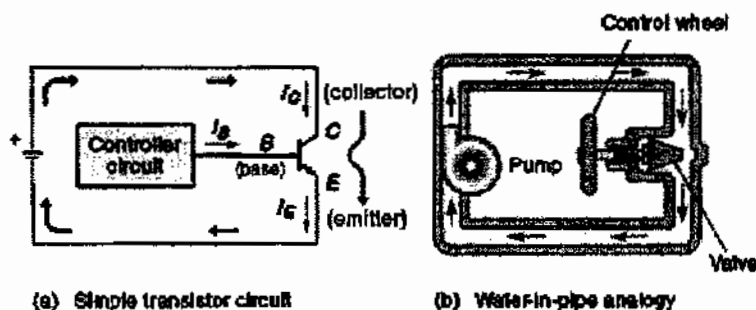 Control wheel
I_C
(collector)
+
Controller
circuit
I_B
B
(base)
C
E
I_E
(emitter)
Pump
Valve
(a) Simple transistor circuit
(b) Water-in-pipe analogy